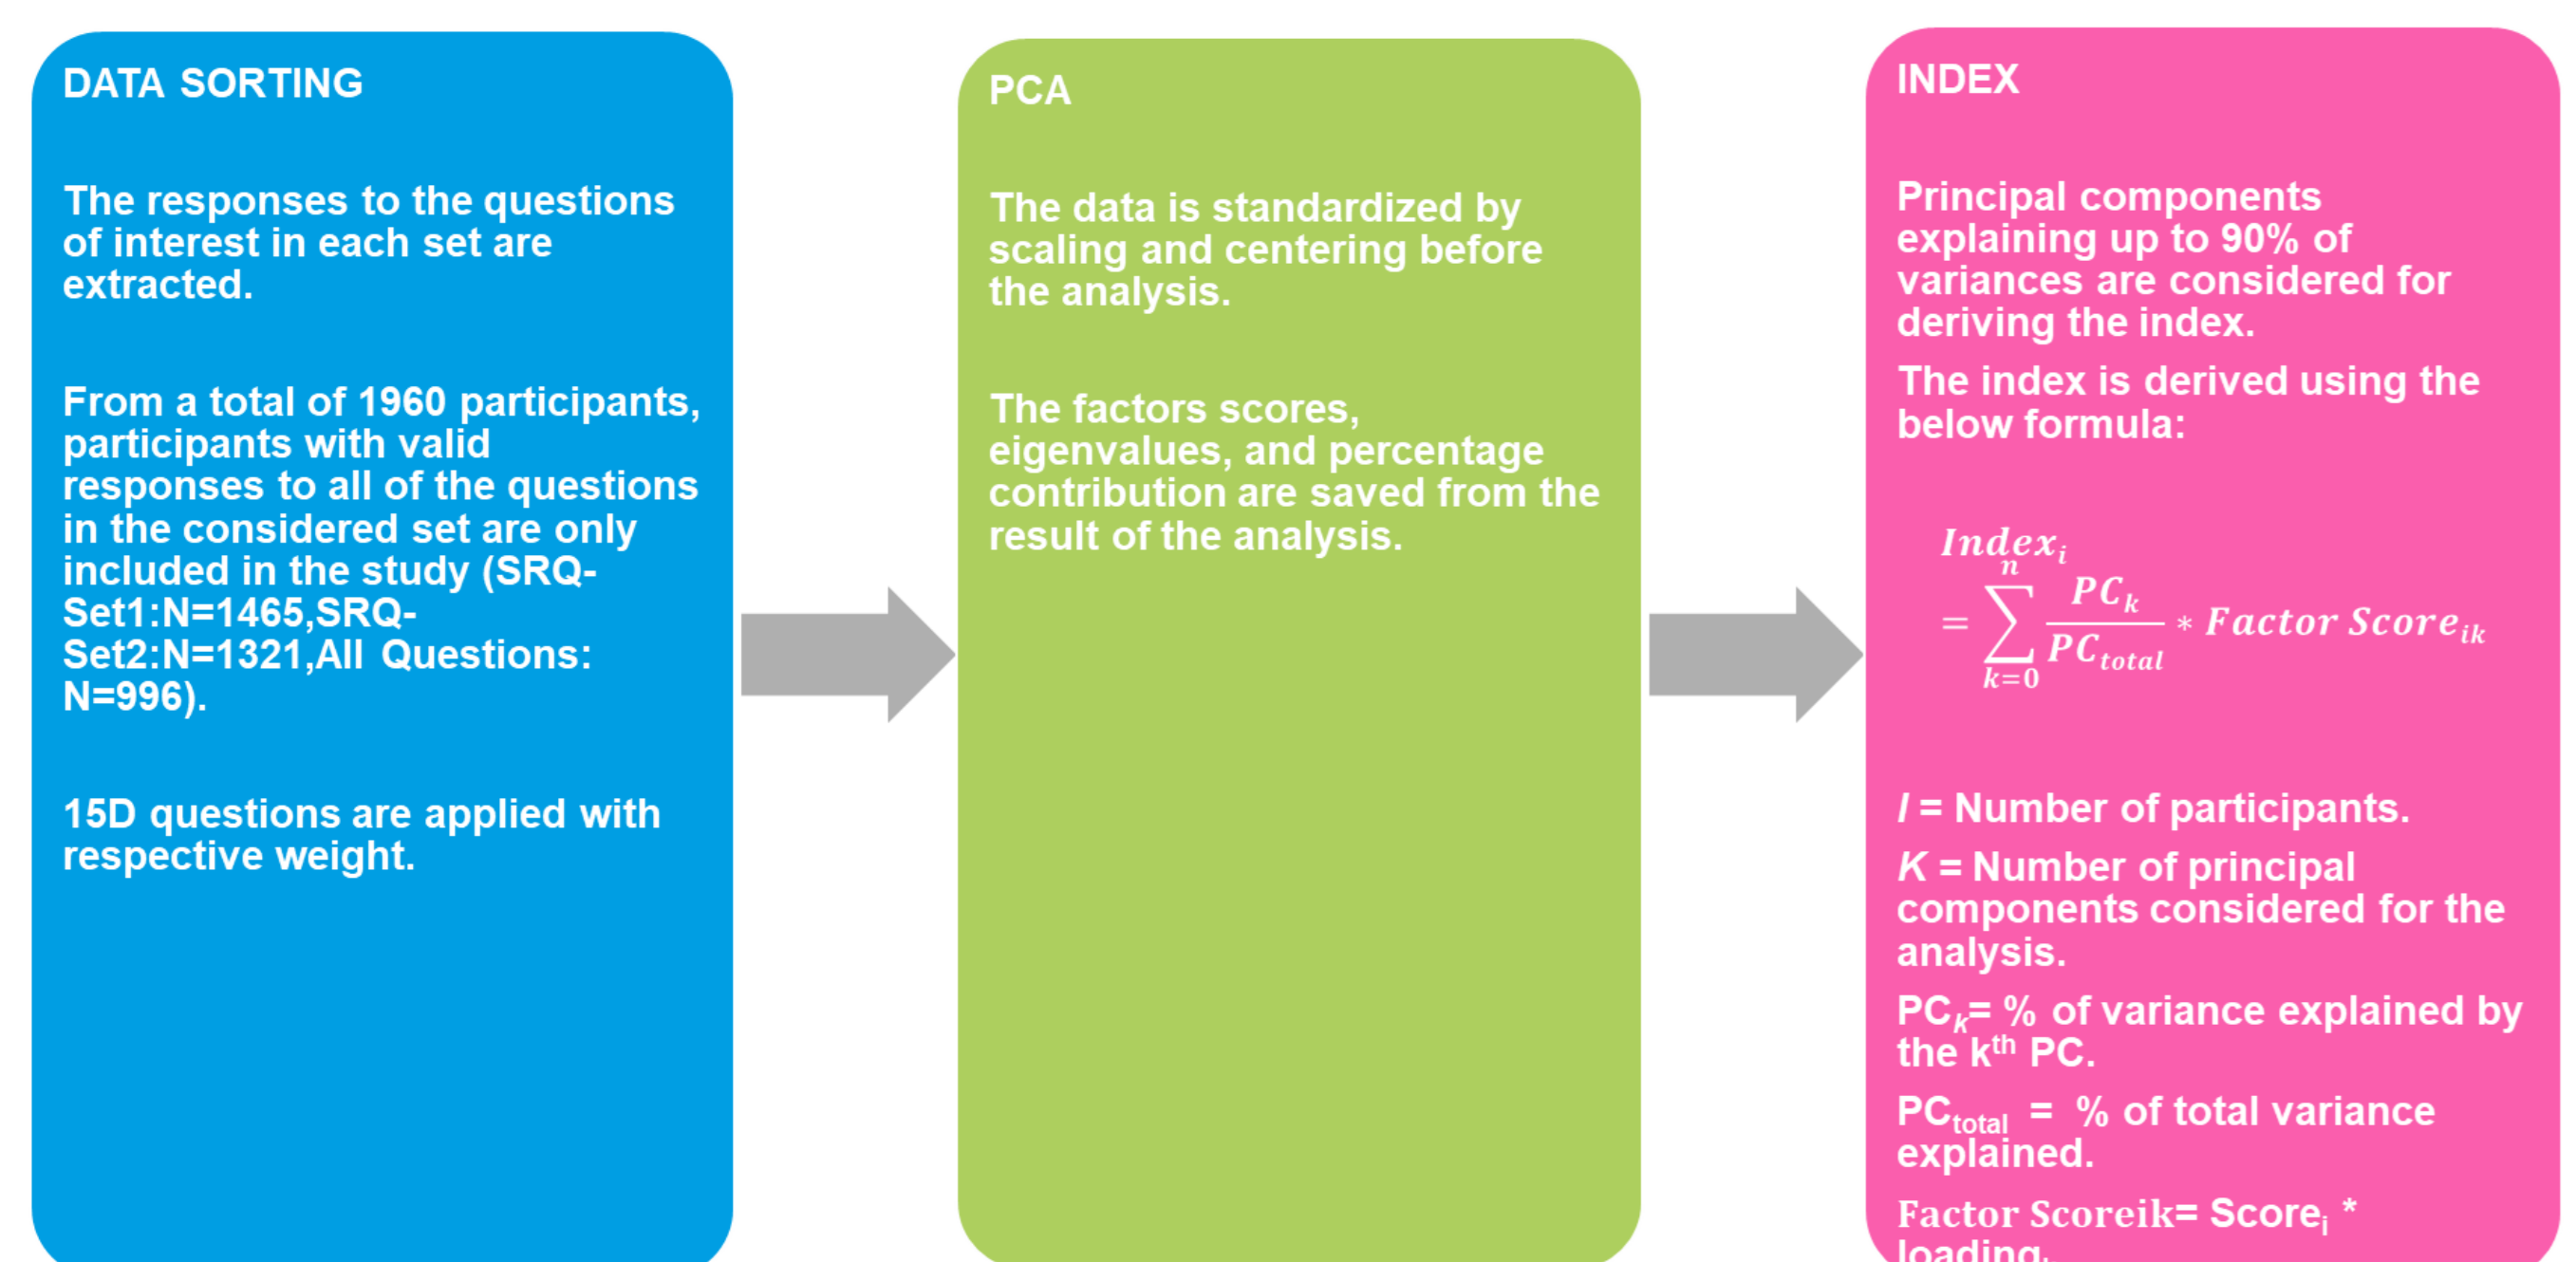 DATA SORTING
The responses to the questions
of interest in each set are
extracted.
From a total of 1960 participants,
participants with valid
responses to all of the questions
in the considered set are only
included in the study (SRQ-
Set1:N=1465,SRQ-
Set2:N=1321,All Questions:
N=996).
15D questions are applied with
respective weight.
PCA
The data is standardized by
scaling and centering before
the analysis.
The factors scores,
eigenvalues, and percentage
contribution are saved from the
result of the analysis.
INDEX
Principal components
explaining up to 90% of
variances are considered for
deriving the index.
The index is derived using the
below formula:
Index_i
= \sum_{k=0}^{n} \frac{PC_k}{PC_{total}} * Factor Score_{ik}
I = Number of participants.
K = Number of principal
components considered for the
analysis.
PC_k= % of variance explained by
the k^th PC.
PC_total = % of total variance
explained.
Factor Scoreik= Score_i *
loading